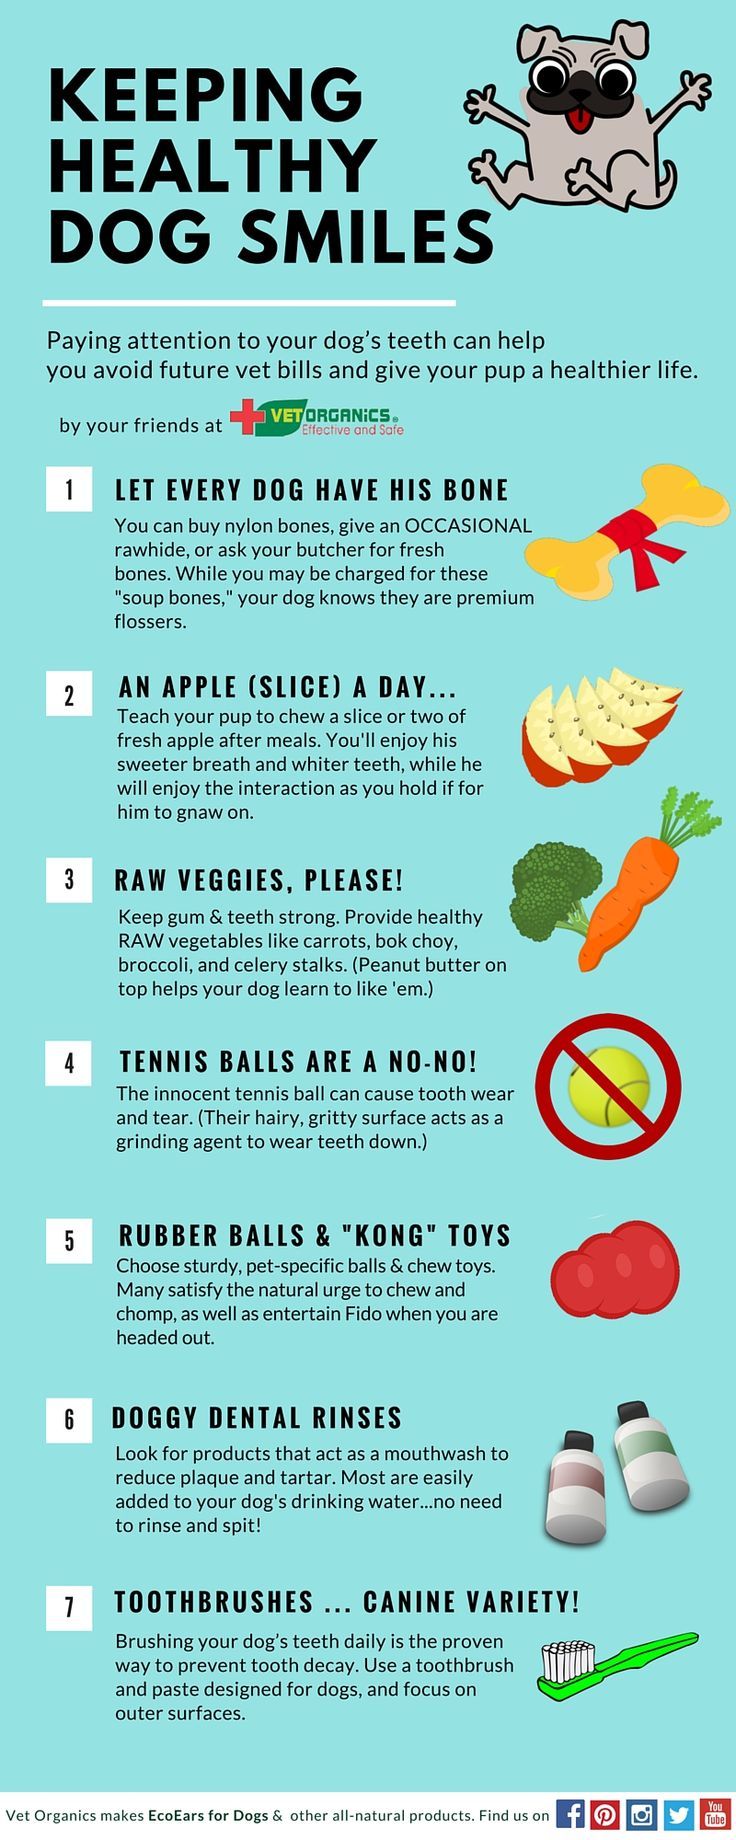 KEEPING
HEALTHY
DOG SMILES
Paying attention to your dog's teeth can help
you avoid future vet bills and give your pup a healthier life.
by your friends at VET ORGANICS®
Effective and Safe
1 LET EVERY DOG HAVE HIS BONE
You can buy nylon bones, give an OCCASIONAL
rawhide, or ask your butcher for fresh
bones. While you may be charged for these
"soup bones," your dog knows they are premium
flossers.
2 AN APPLE (SLICE) A DAY...
Teach your pup to chew a slice or two of
fresh apple after meals. You'll enjoy his
sweeter breath and whiter teeth, while he
will enjoy the interaction as you hold if for
him to gnaw on.
3 RAW VEGGIES, PLEASE!
Keep gum & teeth strong. Provide healthy
RAW vegetables like carrots, bok choy,
broccoli, and celery stalks. (Peanut butter on
top helps your dog learn to like 'em.)
4 TENNIS BALLS ARE A NO-NO!
The innocent tennis ball can cause tooth wear
and tear. (Their hairy, gritty surface acts as a
grinding agent to wear teeth down.)
5 RUBBER BALLS & "KONG" TOYS
Choose sturdy, pet-specific balls & chew toys.
Many satisfy the natural urge to chew and
chomp, as well as entertain Fido when you are
headed out.
6 DOGGY DENTAL RINSES
Look for products that act as a mouthwash to
reduce plaque and tartar. Most are easily
added to your dog's drinking water...no need
to rinse and spit!
7 TOOTHBRUSHES ... CANINE VARIETY!
Brushing your dog's teeth daily is the proven
way to prevent tooth decay. Use a toothbrush
and paste designed for dogs, and focus on
outer surfaces.
Vet Organics makes EcoEars for Dogs & other all-natural products. Find us on
You
Tube